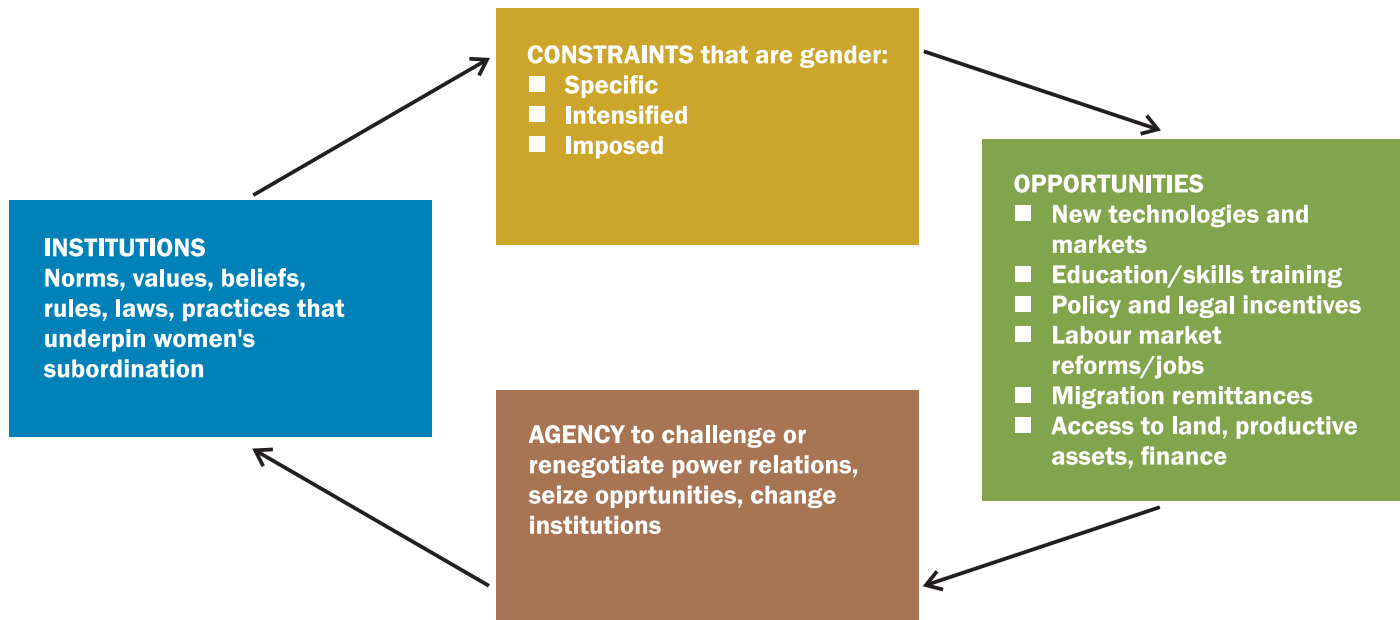 CONSTRAINTS that are gender:
Specific
Intensified
Imposed
OPPORTUNITIES
New technologies and
markets
Education/skills training
Policy and legal incentives
Labour market
reforms/jobs
Migration remittances
Access to land, productive
assets, finance
AGENCY to challenge or
renegotiate power relations,
seize opprtunities, change
institutions
INSTITUTIONS
Norms, values, beliefs,
rules, laws, practices that
underpin women's
subordination